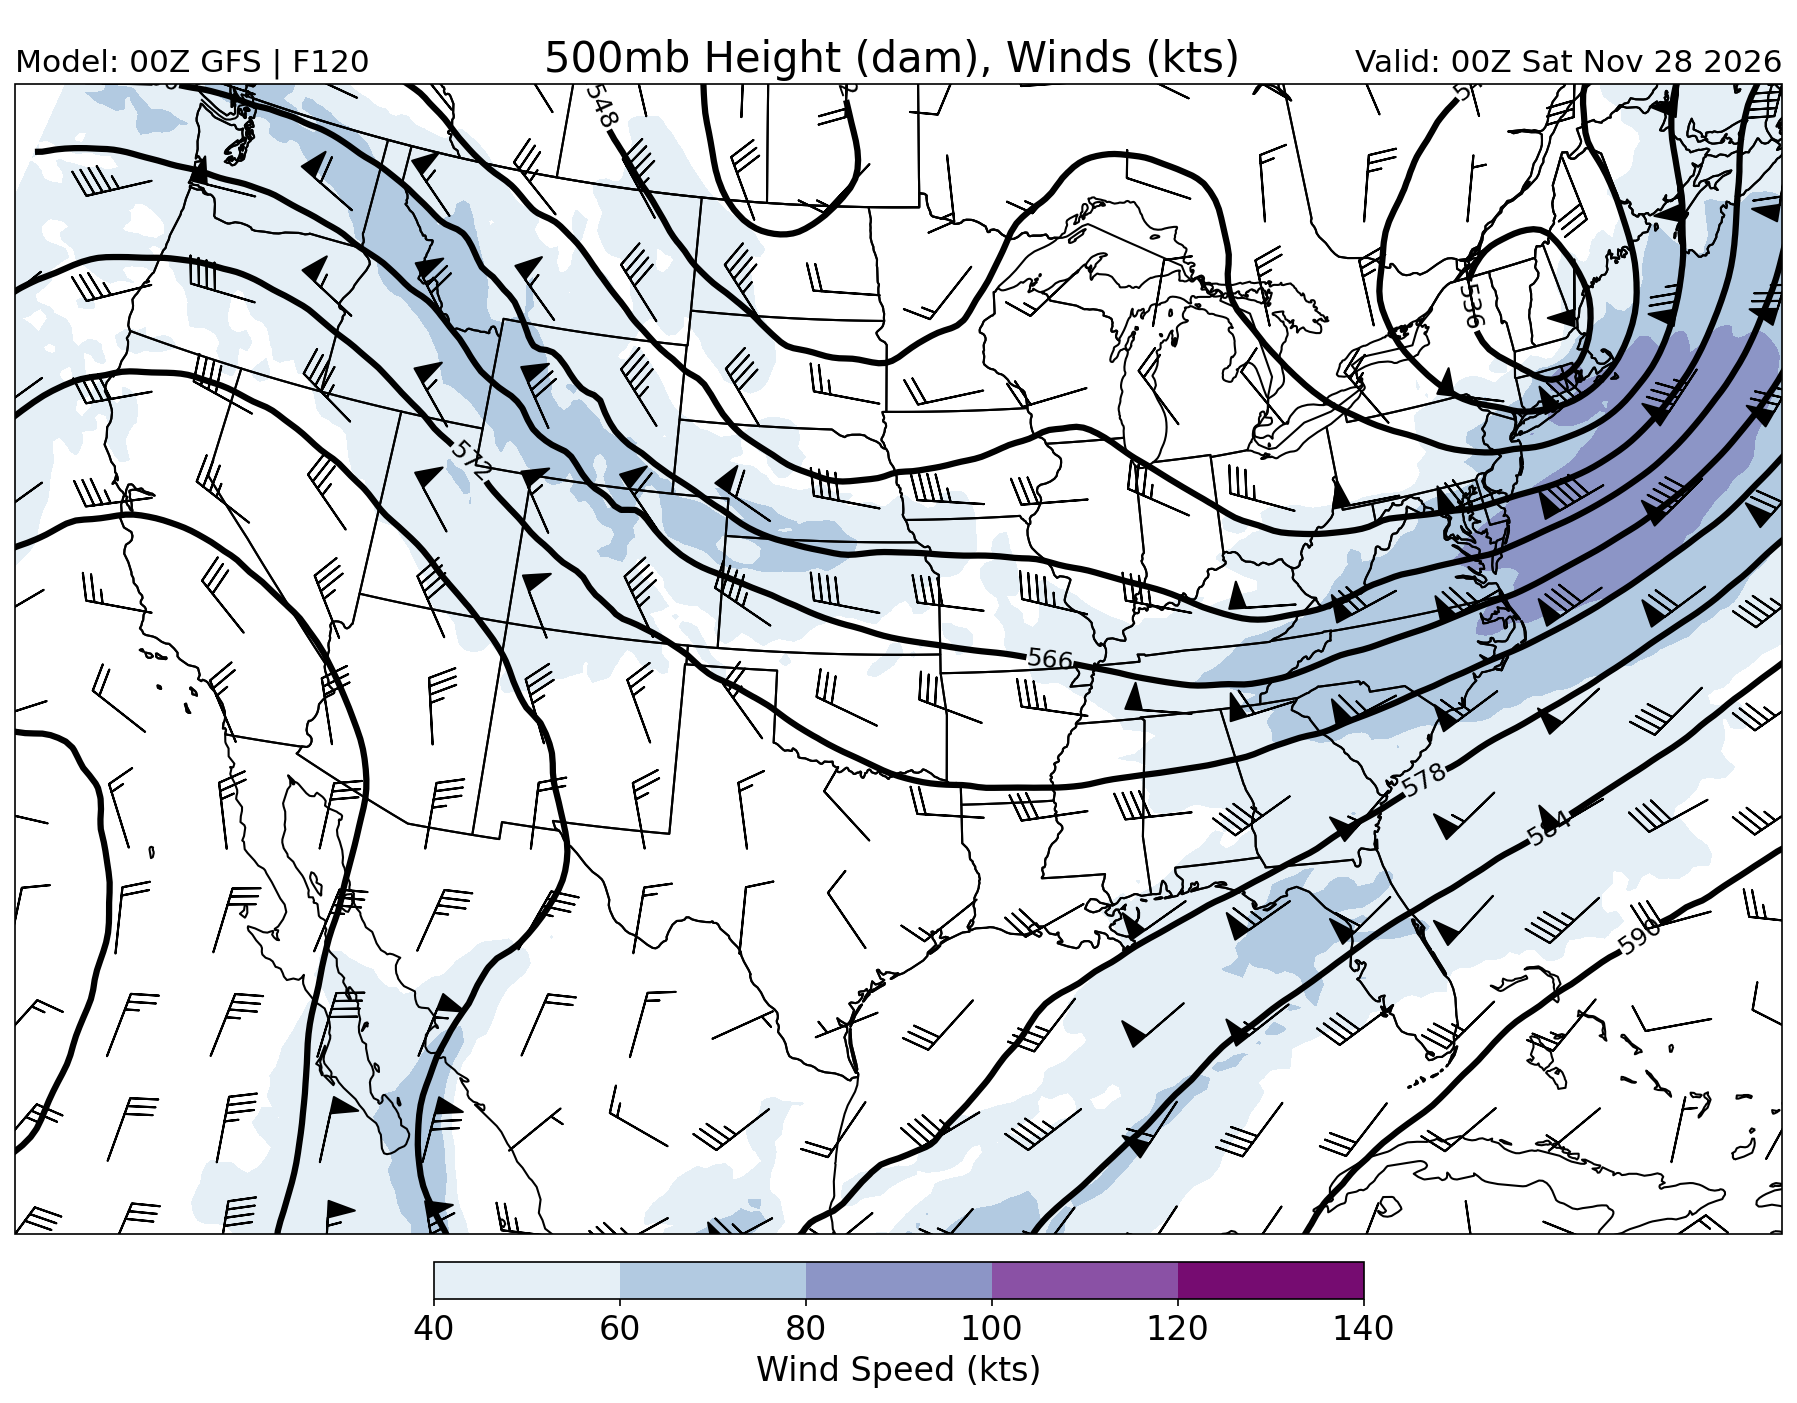 Model: 00Z GFS | F120
500mb Height (dam), Winds (kts)
Valid: 00Z Sat Nov 28 2026
548
536
572
566
578
584
590
40 60 80 100 120 140
Wind Speed (kts)